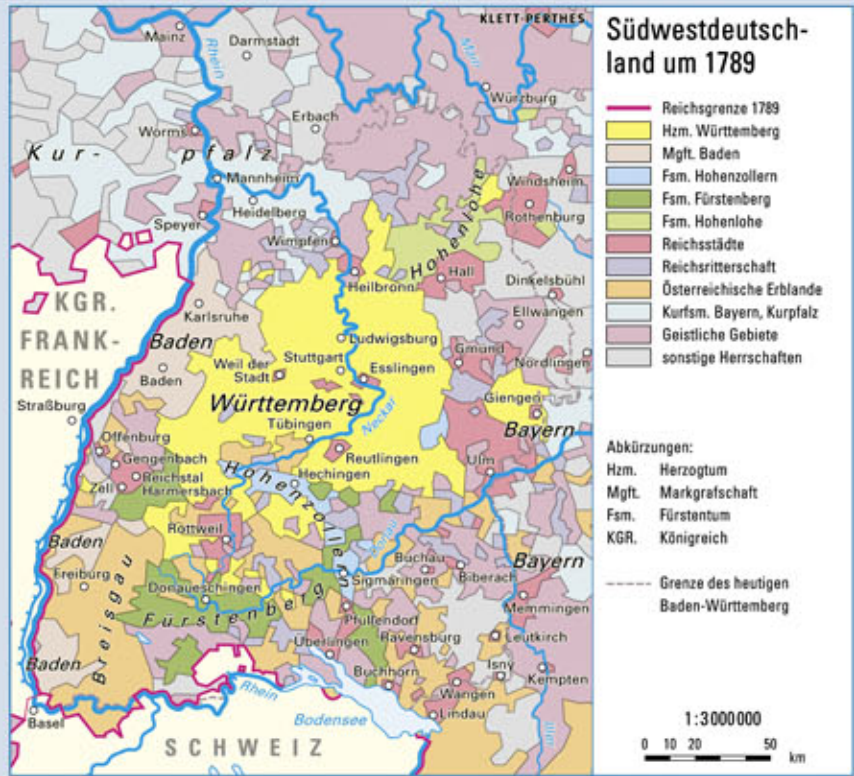 KLETT-PERTHES
Mainz
Darmstadt
Rhein
Main
Würzburg
Worms
Erbach
Kur-pfalz
Mannheim
Windsheim
Heidelberg
Rothenburg
Speyer
Hohenlohe
Wimpfen
Hall
Heilbronn
Dinkelsbühl
KGR.
FRANK-
REICH
Karlsruhe
Ellwangen
Baden
Ludwigsburg
Stuttgart
Gmünd
Nördlingen
Weil der
Stadt
Esslingen
Baden
Straßburg
Württemberg
Neckar
Giengen
Bayern
Tübingen
Offenburg
Reutlingen
Gengenbach
Ulm
Hohenzollern
Hechingen
Zell
Reichstal
Harmersbach
Rottweil
Donau
Baden
Buchau
Bayern
Freiburg
Breisgau
Sigmaringen
Biberach
Donaueschingen
Fürstenberg
Memmingen
Pfullendorf
Überlingen
Ravensburg
Leutkirch
Baden
Isny
Kempten
Buchhorn
Rhein
Wangen
Basel
Bodensee
Lindau
Iller
SCHWEIZ
Südwestdeutsch-
land um 1789
Reichsgrenze 1789
Hzm. Württemberg
Mgft. Baden
Fsm. Hohenzollern
Fsm. Fürstenberg
Fsm. Hohenlohe
Reichsstädte
Reichsritterschaft
Österreichische Erblande
Kurfsm. Bayern, Kurpfalz
Geistliche Gebiete
sonstige Herrschaften
Abkürzungen:
Hzm. Herzogtum
Mgft. Markgrafschaft
Fsm. Fürstentum
KGR. Königreich
Grenze des heutigen
Baden-Württemberg
1:3000000
0 10 20 30 50
km